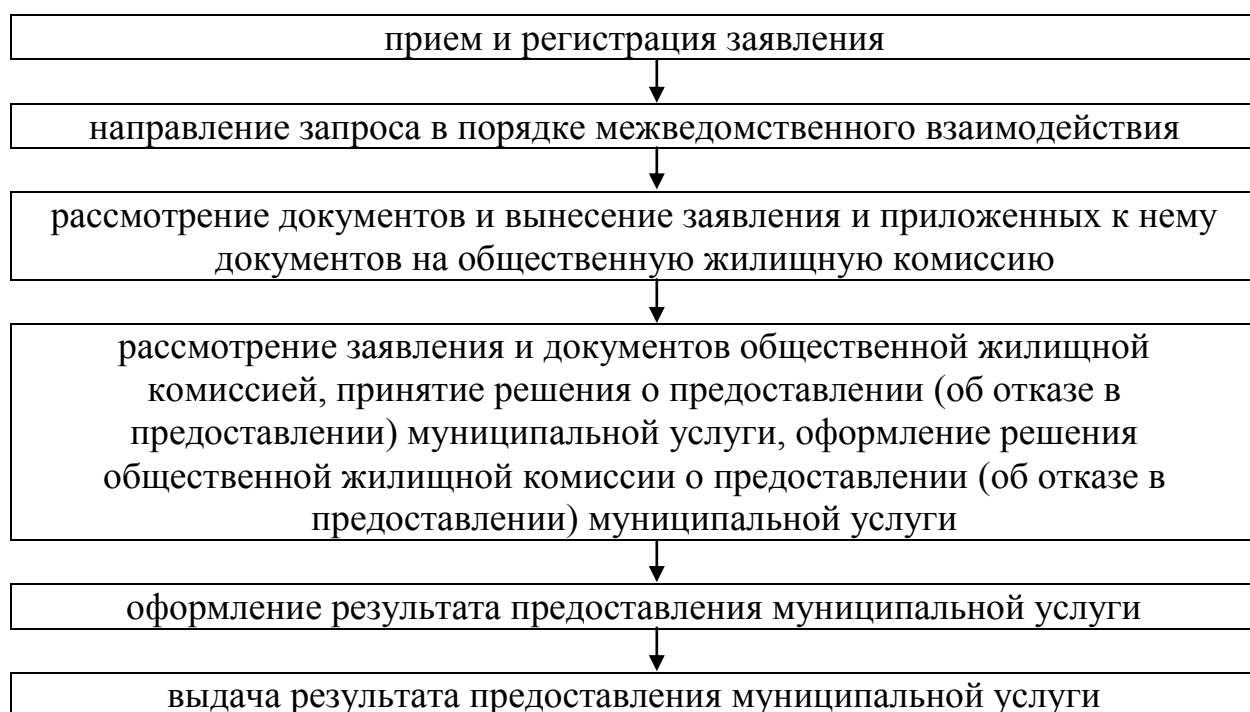 прием и регистрация заявления
направление запроса в порядке межведомственного взаимодействия
рассмотрение документов и вынесение заявления и приложенных к нему
документов на общественную жилищную комиссию
рассмотрение заявления и документов общественной жилищной
комиссией, принятие решения о предоставлении (об отказе в
предоставлении) муниципальной услуги, оформление решения
общественной жилищной комиссии о предоставлении (об отказе в
предоставлении) муниципальной услуги
оформление результата предоставления муниципальной услуги
выдача результата предоставления муниципальной услуги